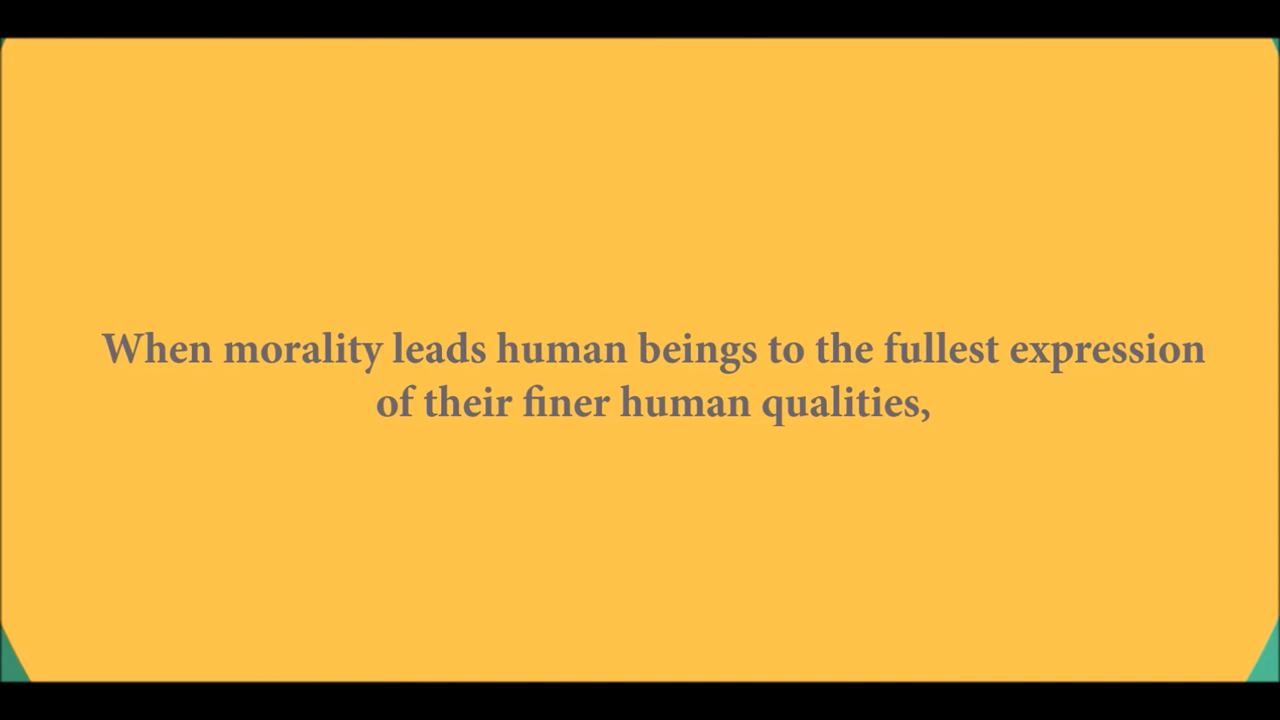 When morality leads human beings to the fullest expression
of their finer human qualities,